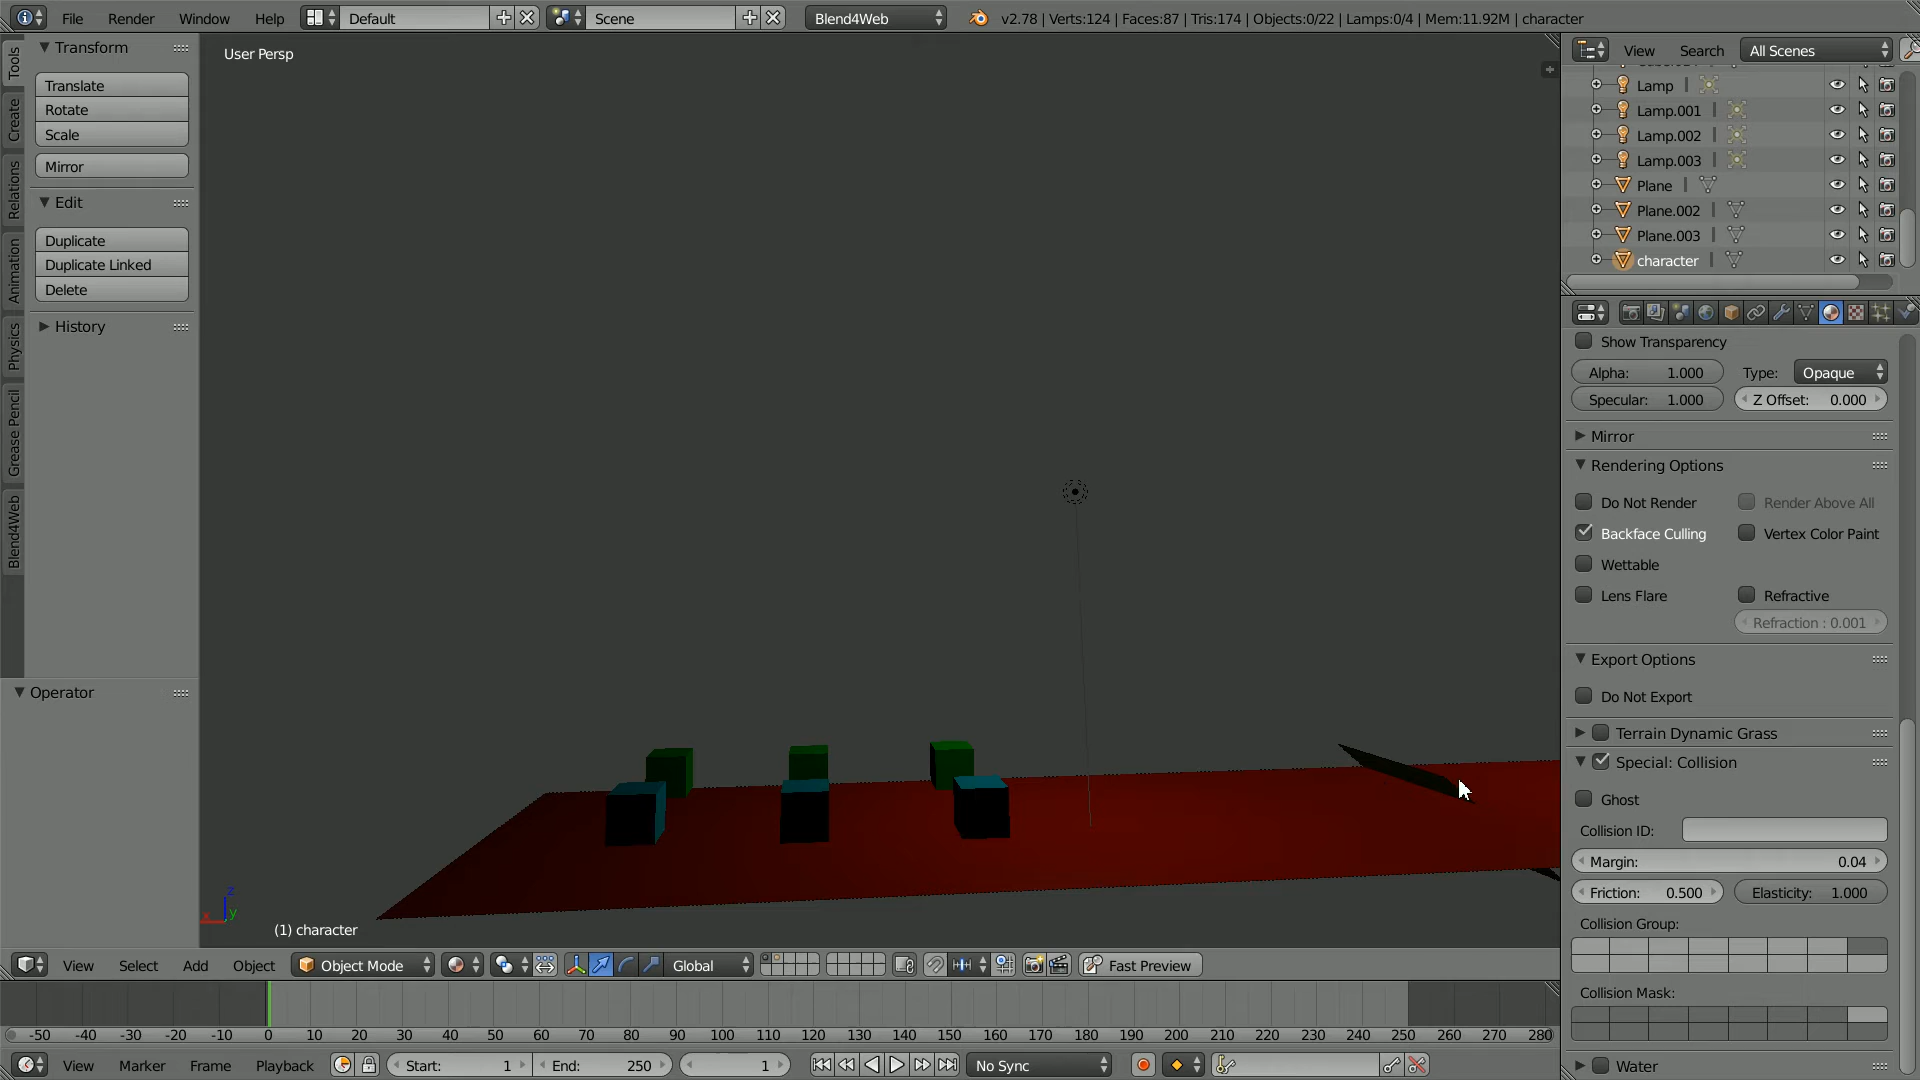 File Render Window Help Default Scene Blend4Web v2.78 | Verts:124 | Faces:87 | Tris:174 | Objects:0/22 | Lamps:0/4 | Mem:11.92M | character
Tools
Create
Relations
Animation
Physics
Grease Pencil
Blend4Web
Transform
Translate
Rotate
Scale
Mirror
Edit
Duplicate
Duplicate Linked
Delete
History
Operator
User Persp
(1) character
z
x
y
View Search All Scenes
Lamp
Lamp.001
Lamp.002
Lamp.003
Plane
Plane.002
Plane.003
character
Show Transparency
Alpha: 1.000 Type: Opaque
Specular: 1.000 Z Offset: 0.000
Mirror
Rendering Options
Do Not Render Render Above All
Backface Culling Vertex Color Paint
Wettable
Lens Flare Refractive
Refraction : 0.001
Export Options
Do Not Export
Terrain Dynamic Grass
Special: Collision
Ghost
Collision ID:
Margin: 0.04
Friction: 0.500 Elasticity: 1.000
Collision Group:
Collision Mask:
Water
View Select Add Object Object Mode Global Fast Preview
-50 -40 -30 -20 -10 0 10 20 30 40 50 60 70 80 90 100 110 120 130 140 150 160 170 180 190 200 210 220 230 240 250 260 270 280
View Marker Frame Playback Start: 1 End: 250 1 No Sync